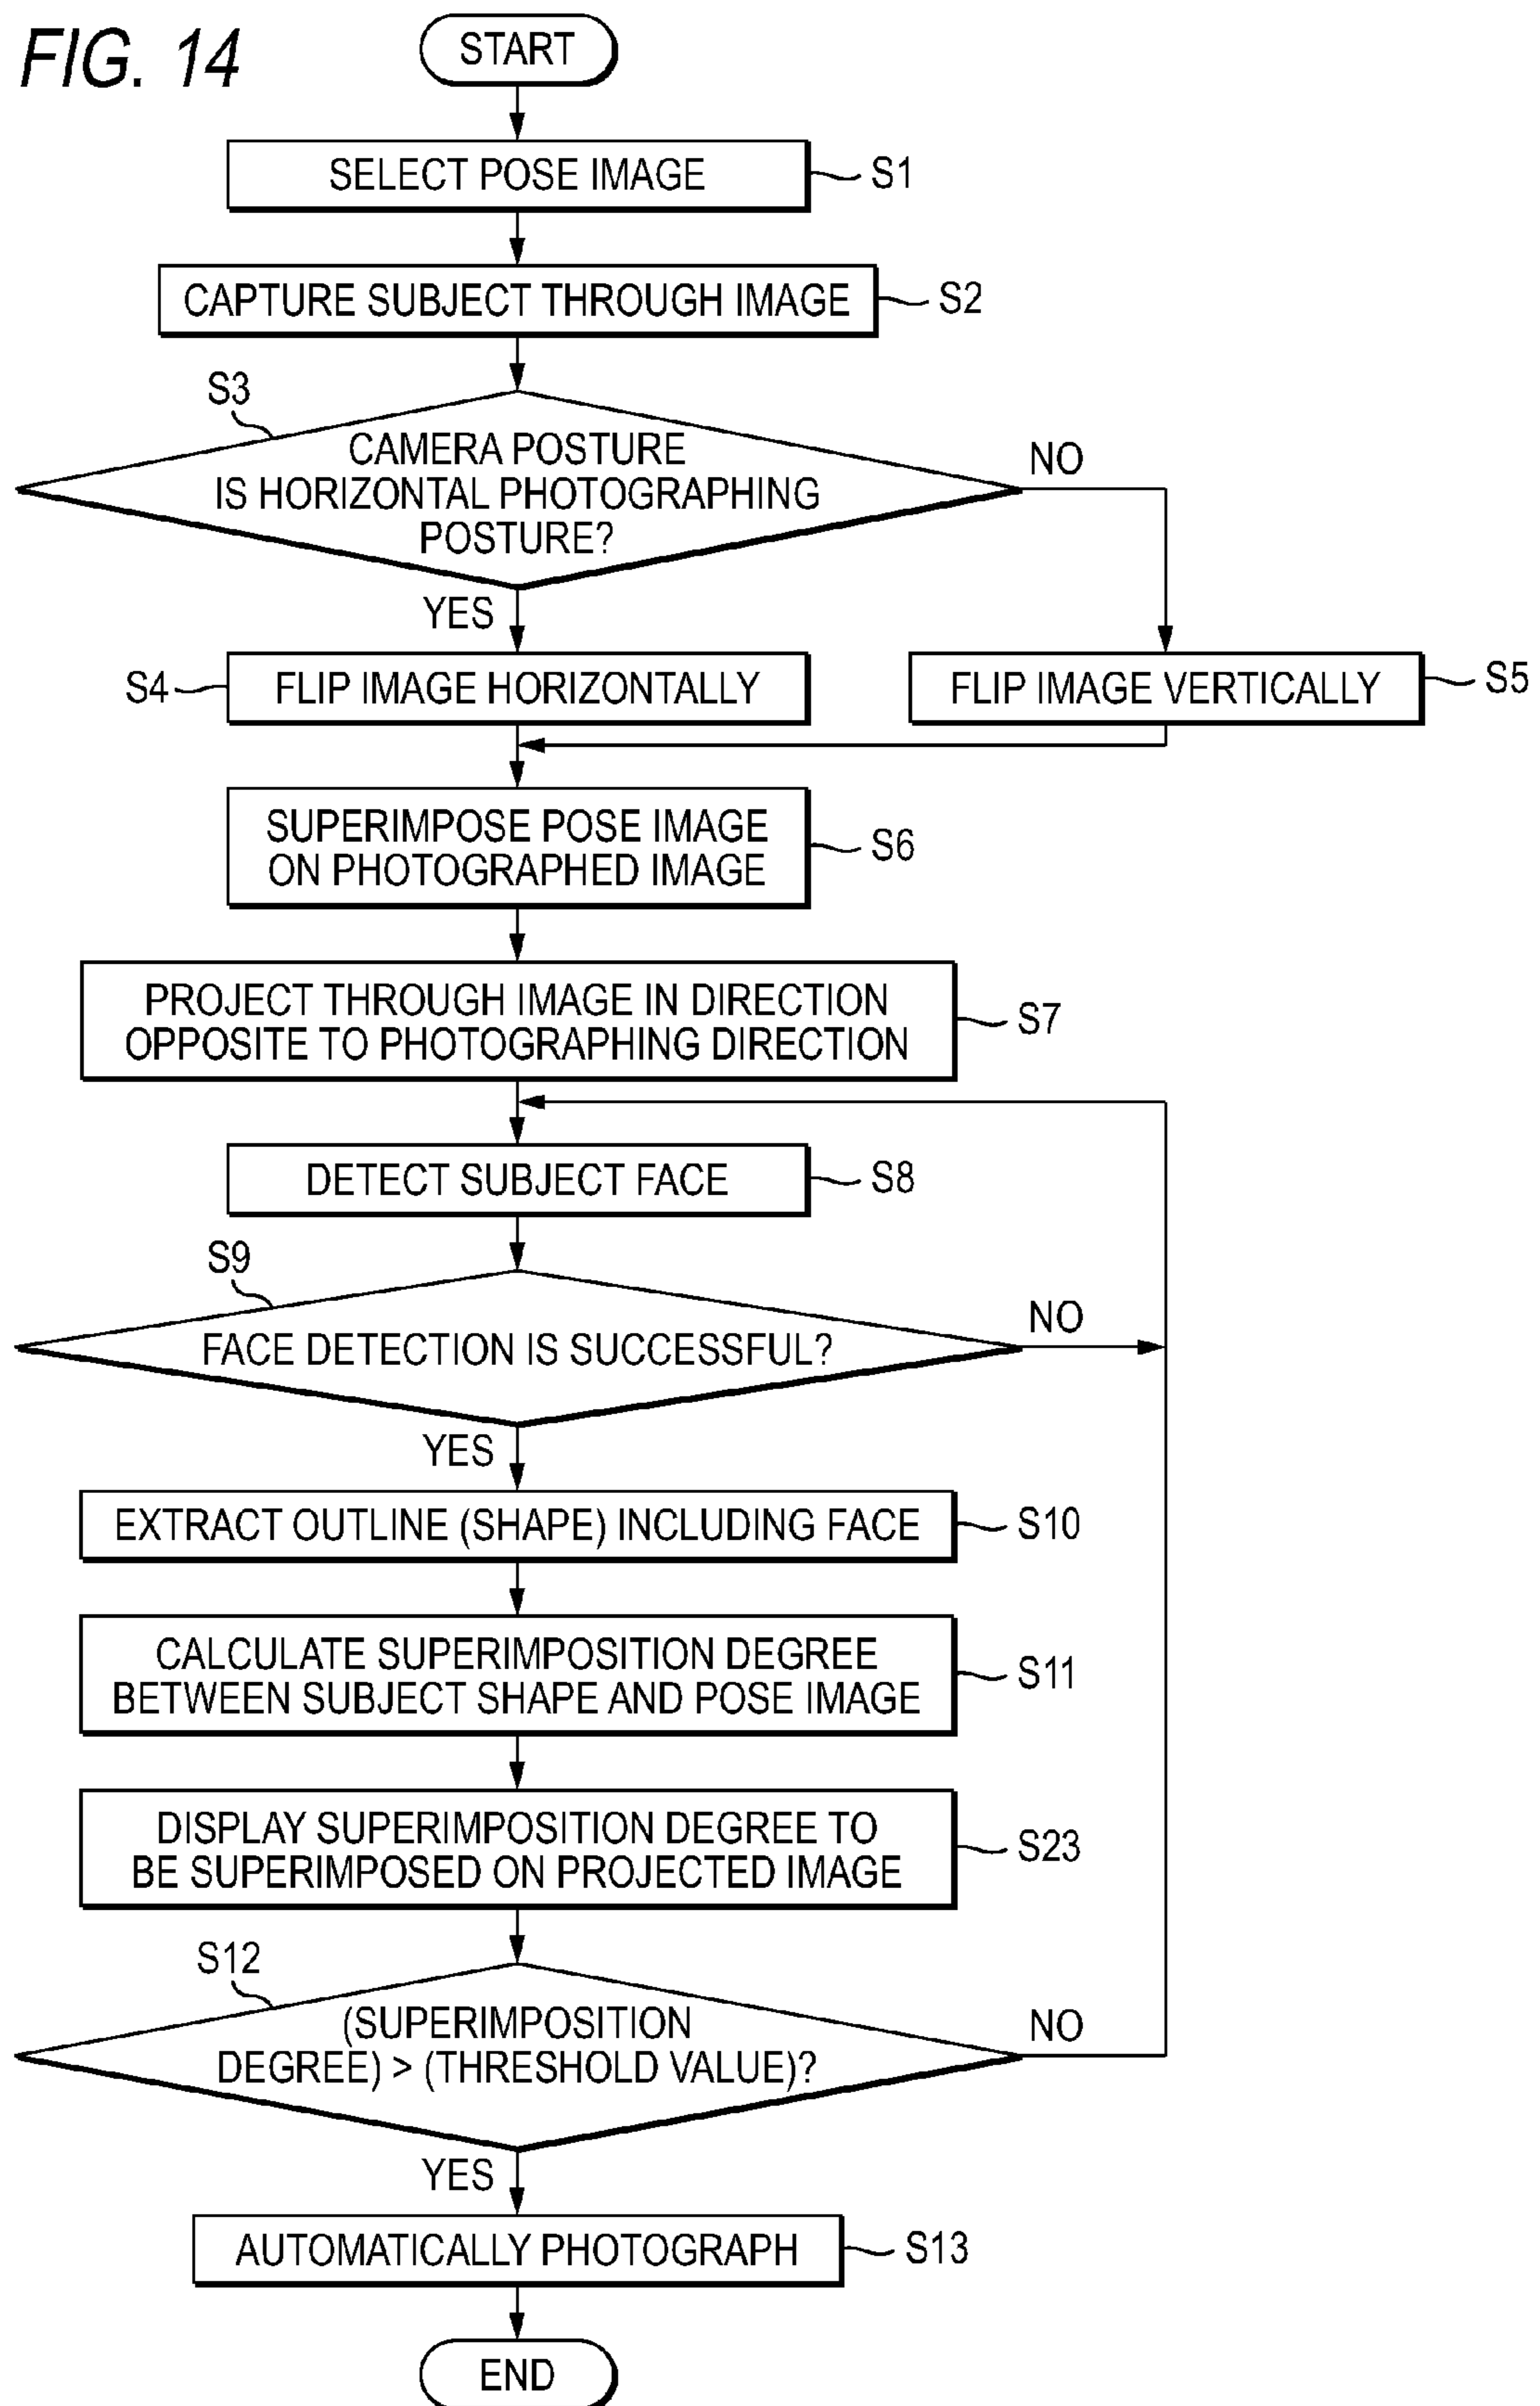 FIG. 14
START
SELECT POSE IMAGE
S1
CAPTURE SUBJECT THROUGH IMAGE
S2
S3
CAMERA POSTURE
IS HORIZONTAL PHOTOGRAPHING
POSTURE?
NO
YES
S4
FLIP IMAGE HORIZONTALLY
FLIP IMAGE VERTICALLY
S5
SUPERIMPOSE POSE IMAGE
ON PHOTOGRAPHED IMAGE
S6
PROJECT THROUGH IMAGE IN DIRECTION
OPPOSITE TO PHOTOGRAPHING DIRECTION
S7
DETECT SUBJECT FACE
S8
S9
FACE DETECTION IS SUCCESSFUL?
NO
YES
EXTRACT OUTLINE (SHAPE) INCLUDING FACE
S10
CALCULATE SUPERIMPOSITION DEGREE
BETWEEN SUBJECT SHAPE AND POSE IMAGE
S11
DISPLAY SUPERIMPOSITION DEGREE TO
BE SUPERIMPOSED ON PROJECTED IMAGE
S23
S12
(SUPERIMPOSITION
DEGREE) > (THRESHOLD VALUE)?
NO
YES
AUTOMATICALLY PHOTOGRAPH
S13
END